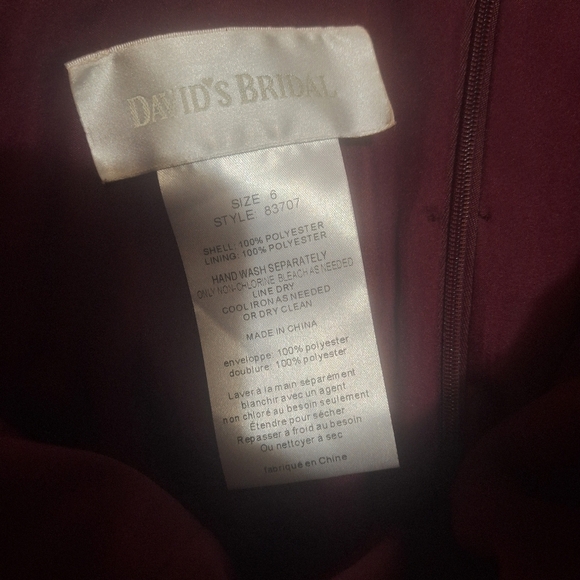 DAVID'S BRIDAL
SIZE 6
STYLE 83707
SHELL: 100% POLYESTER
LINING: 100% POLYESTER
HAND WASH SEPARATELY
ONLY NON-CHLORINE BLEACH AS NEEDED
LINE DRY
COOL IRON AS NEEDED
OR DRY CLEAN
MADE IN CHINA
enveloppe: 100% polyester
doublure: 100% polyester
Laver a la main séparément
blanchir avec un agent
non chloré au besoin seulement
Étendre pour sécher
Repasser a froid au besoin
Ou nettoyer à sec
fabriqué en Chine